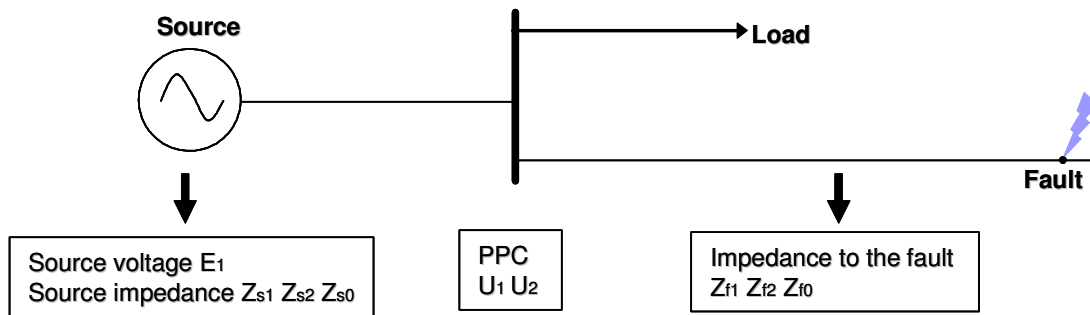 Source
Load
Fault
Source voltage E1
Source impedance Zs1 Zs2 Zs0
PPC
U1 U2
Impedance to the fault
Zf1 Zf2 Zf0